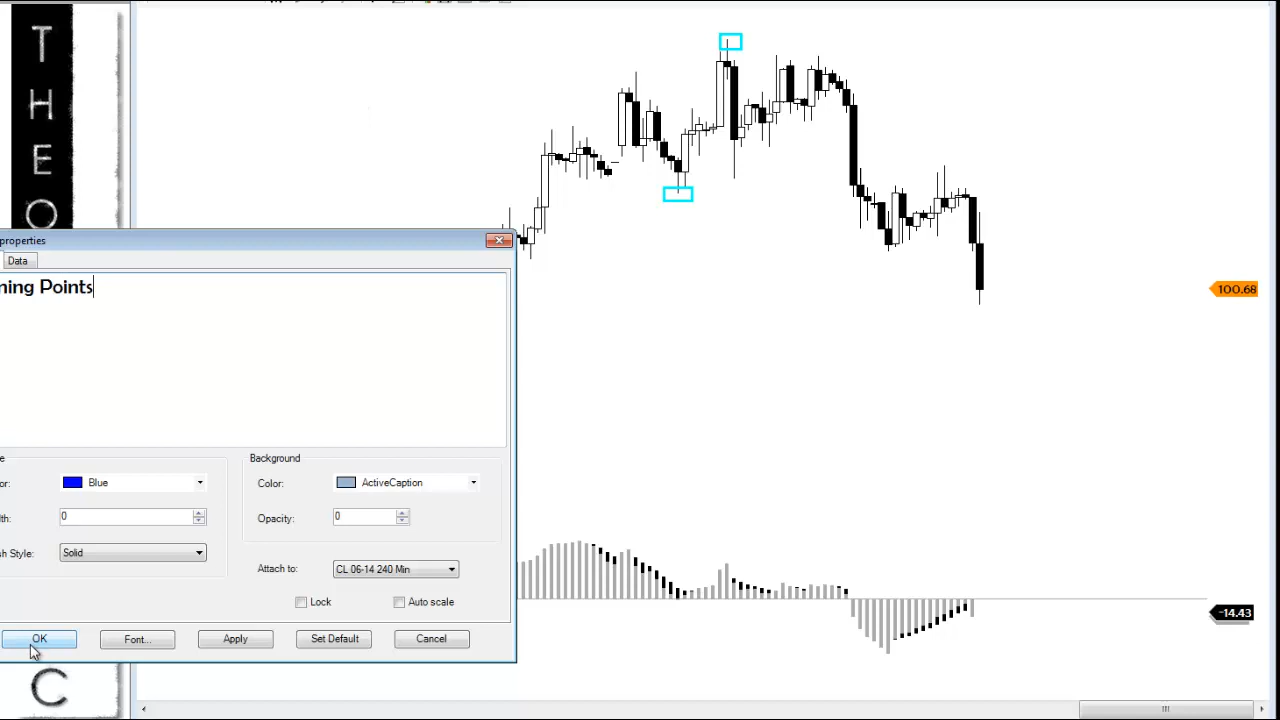 T
H
E
O
C
properties
Data
ning Points
Blue
Solid
Background
Color:
ActiveCaption
Opacity:
0
0
Attach to:
CL 06-14 240 Min
Lock
Auto scale
OK
Font...
Apply
Set Default
Cancel
100.68
-14.43